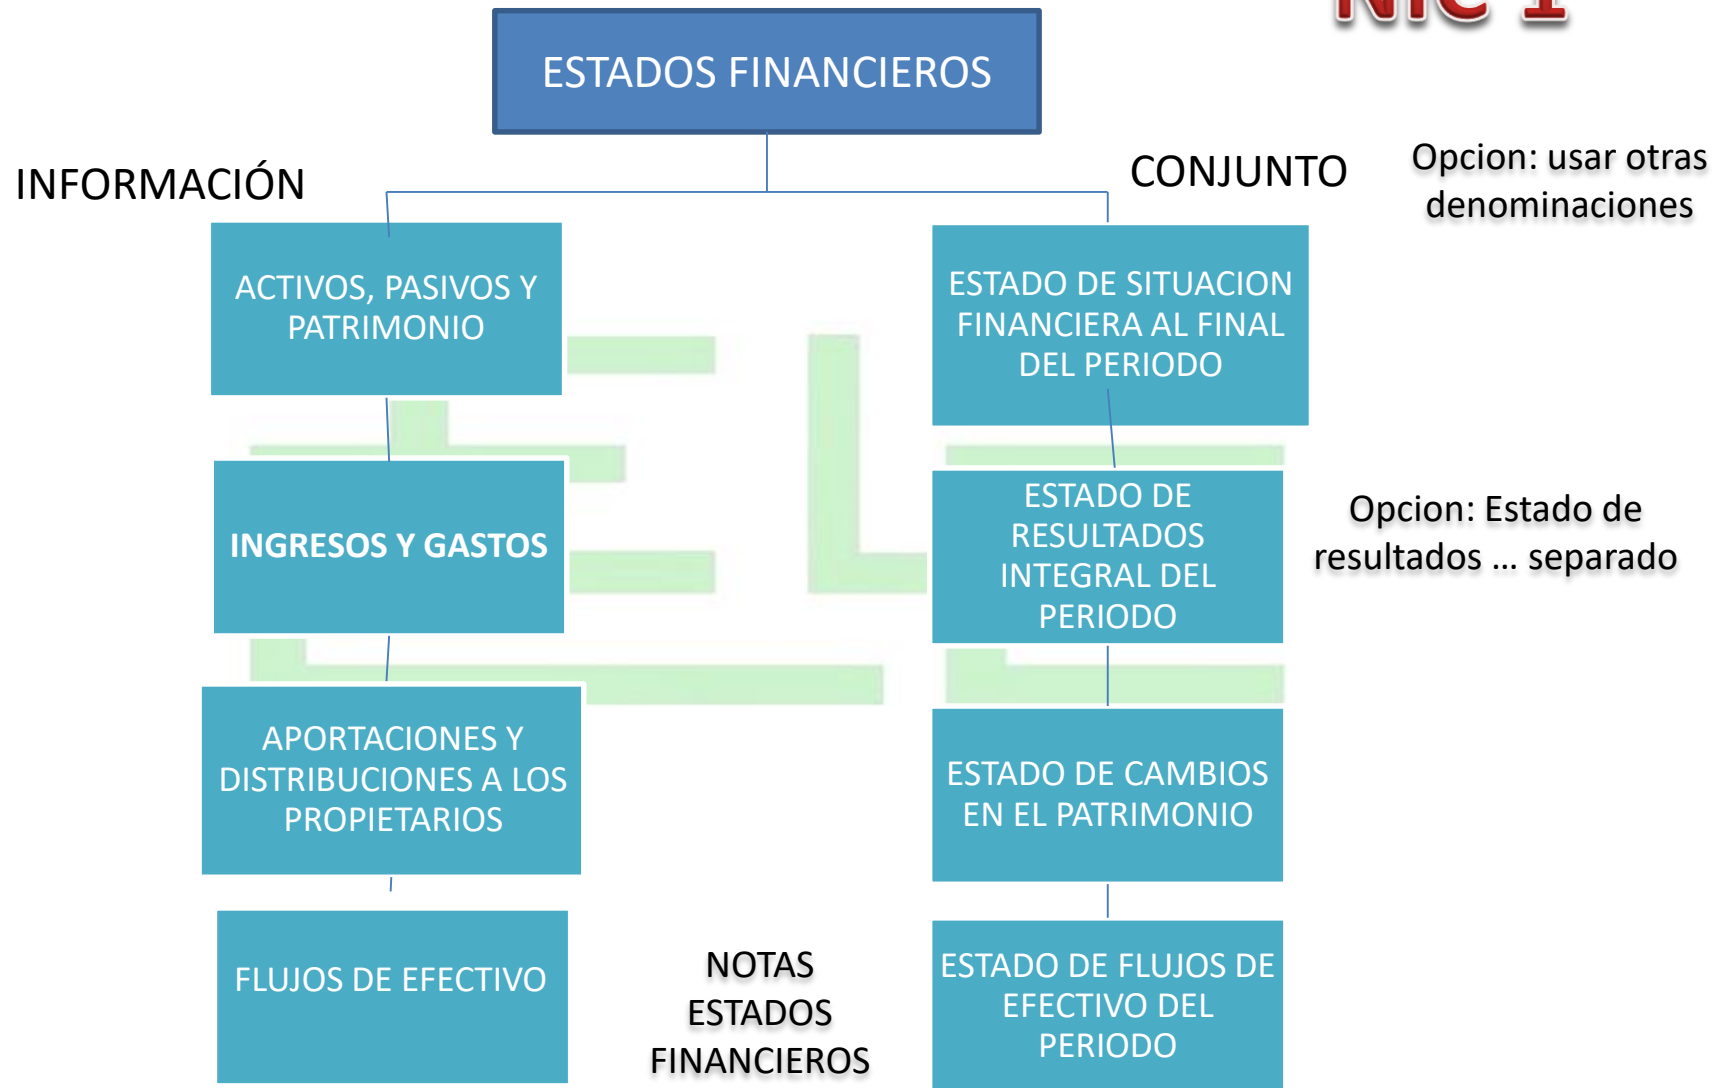 NIC 1
ESTADOS FINANCIEROS
INFORMACIÓN
CONJUNTO
Opcion: usar otras
denominaciones
ACTIVOS, PASIVOS Y
PATRIMONIO
ESTADO DE SITUACION
FINANCIERA AL FINAL
DEL PERIODO
INGRESOS Y GASTOS
ESTADO DE
RESULTADOS
INTEGRAL DEL
PERIODO
Opcion: Estado de
resultados ... separado
APORTACIONES Y
DISTRIBUCIONES A LOS
PROPIETARIOS
ESTADO DE CAMBIOS
EN EL PATRIMONIO
FLUJOS DE EFECTIVO
NOTAS
ESTADOS
FINANCIEROS
ESTADO DE FLUJOS DE
EFECTIVO DEL
PERIODO